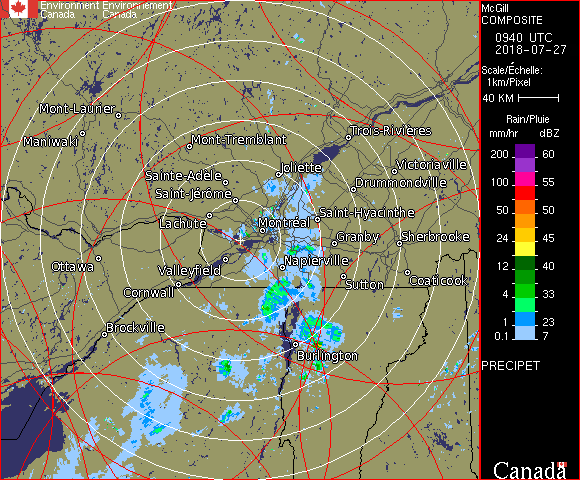 Environment Environnement
Canada Canada
McGill
COMPOSITE
0940 UTC
2018-07-27
Scale/Échelle:
1km/Pixel
40 KM
Rain/Pluie
mm/hr dBZ
200 60
100 55
50 50
24 45
12 40
4 33
0.1 23
7
PRECIPET
Mont-Laurier
Maniwaki
Mont-Tremblant
Trois-Rivières
Sainte-Adèle
Joliette
Victoriaville
Saint-Jérôme
Drummondville
Lachute
Saint-Hyacinthe
Montréal
Granby
Sherbrooke
Ottawa
Valleyfield
Napierville
Cornwall
Sutton
Coaticook
Brockville
Burlington
Canada